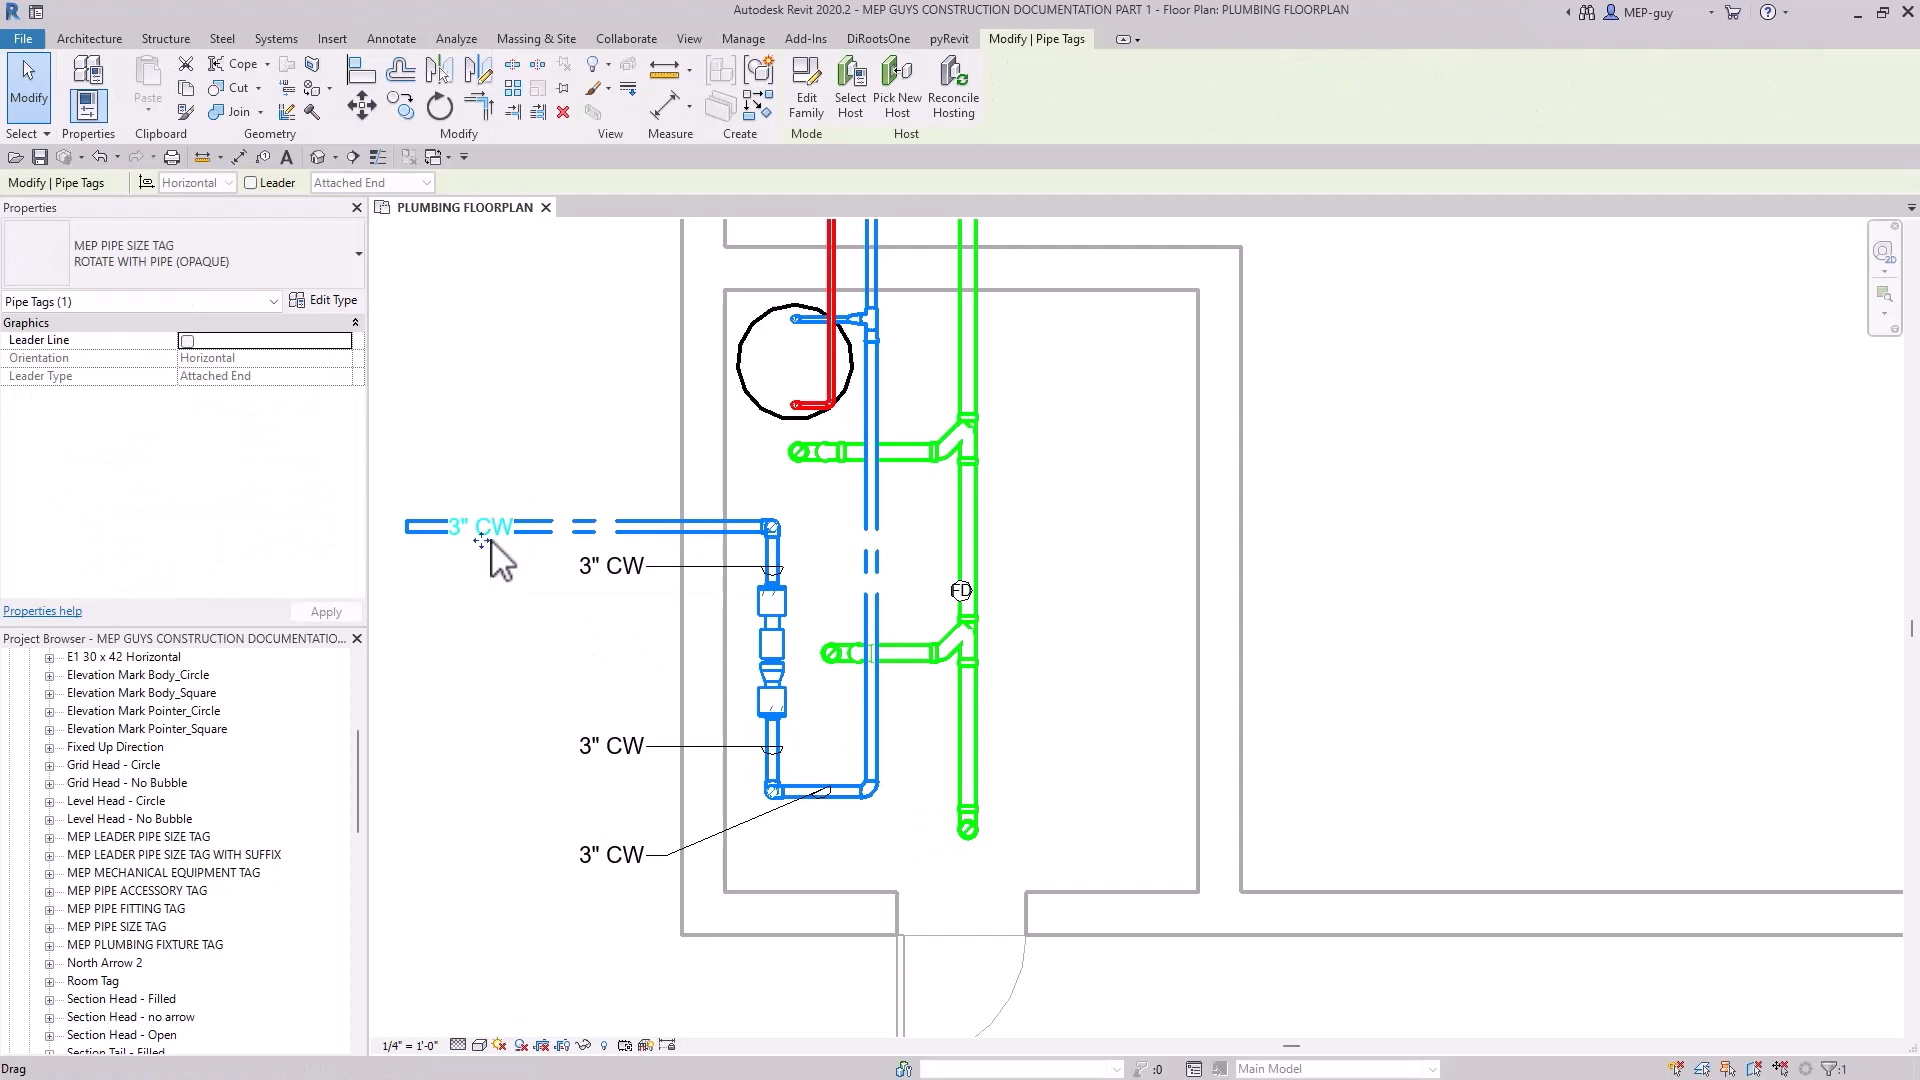 Autodesk Revit 2020.2 - MEP GUYS CONSTRUCTION DOCUMENTATION PART 1 - Floor Plan: PLUMBING FLOORPLAN
MEP-guy
File Architecture Structure Steel Systems Insert Annotate Analyze Massing & Site Collaborate View Manage Add-Ins DiRootsOne pyRevit Modify | Pipe Tags
Cope
Cut
Join
Modify
Paste
Edit Family
Select Host
Pick New Host
Reconcile Hosting
Select Properties Clipboard Geometry Modify View Measure Create Mode Host
Modify | Pipe Tags Horizontal Leader Attached End
Properties
PLUMBING FLOORPLAN
MEP PIPE SIZE TAG
ROTATE WITH PIPE (OPAQUE)
Pipe Tags (1) Edit Type
Graphics
Leader Line
Orientation Horizontal
Leader Type Attached End
Properties help Apply
Project Browser - MEP GUYS CONSTRUCTION DOCUMENTATIO...
E1 30 x 42 Horizontal
Elevation Mark Body_Circle
Elevation Mark Body_Square
Elevation Mark Pointer_Circle
Elevation Mark Pointer_Square
Fixed Up Direction
Grid Head - Circle
Grid Head - No Bubble
Level Head - Circle
Level Head - No Bubble
MEP LEADER PIPE SIZE TAG
MEP LEADER PIPE SIZE TAG WITH SUFFIX
MEP MECHANICAL EQUIPMENT TAG
MEP PIPE ACCESSORY TAG
MEP PIPE FITTING TAG
MEP PIPE SIZE TAG
MEP PLUMBING FIXTURE TAG
North Arrow 2
Room Tag
Section Head - Filled
Section Head - no arrow
Section Head - Open
Section Tail - Filled
3" CW
3" CW
FD
3" CW
3" CW
2D
1/4" = 1'-0"
Drag
:0
Main Model
:1